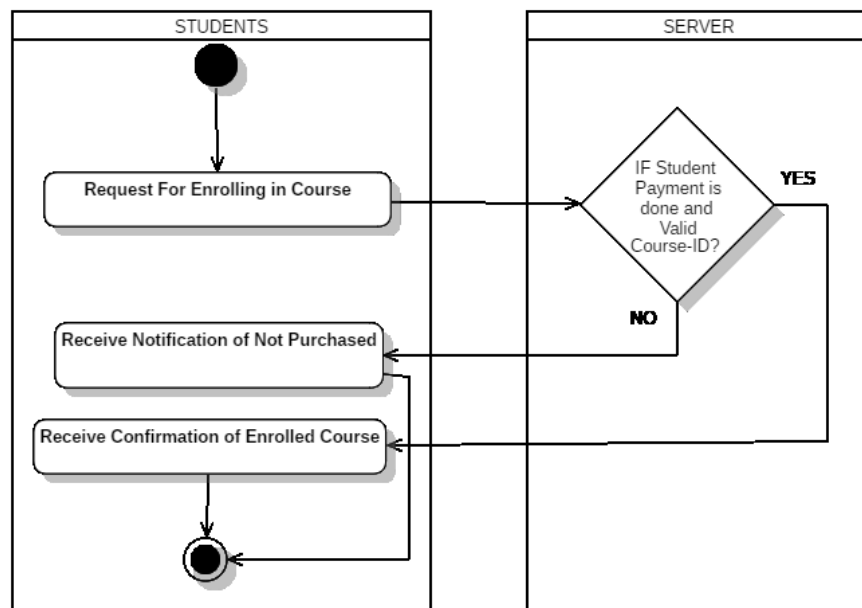 STUDENTS
SERVER
Request For Enrolling in Course
IF Student
Payment is
done and
Valid
Course-ID?
YES
NO
Receive Notification of Not Purchased
Receive Confirmation of Enrolled Course